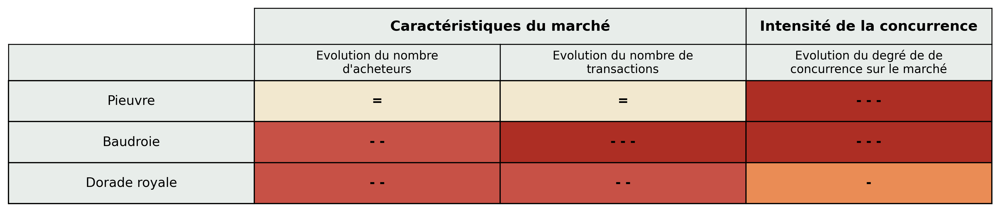 Caractéristiques du marché
Intensité de la concurrence
Evolution du nombre
d'acheteurs
Evolution du nombre de
transactions
Evolution du degré de de
concurrence sur le marché
Pieuvre
=
=
- - -
Baudroie
- -
- - -
- - -
Dorade royale
- -
- -
-